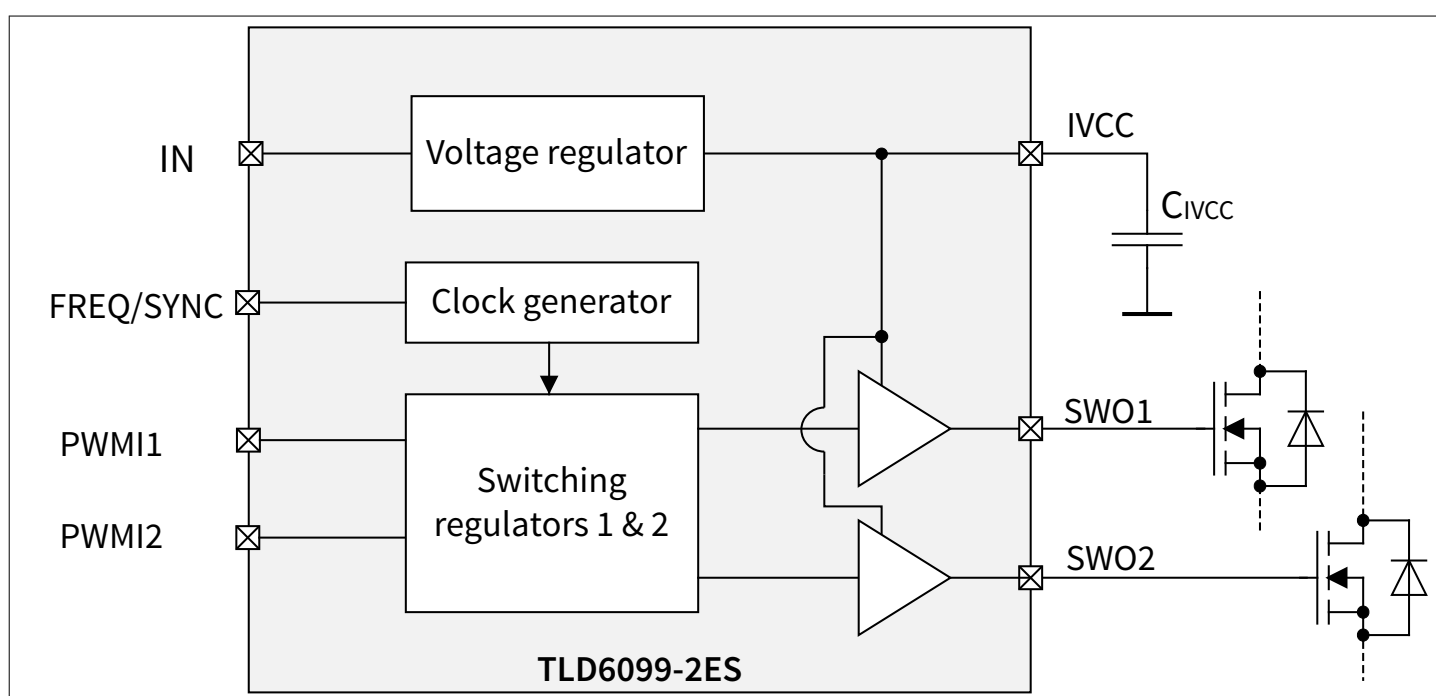 IN
Voltage regulator
IVCC
CIVCC
FREQ/SYNC
Clock generator
PWMI1
PWMI2
Switching
regulators 1 & 2
SWO1
SWO2
TLD6099-2ES